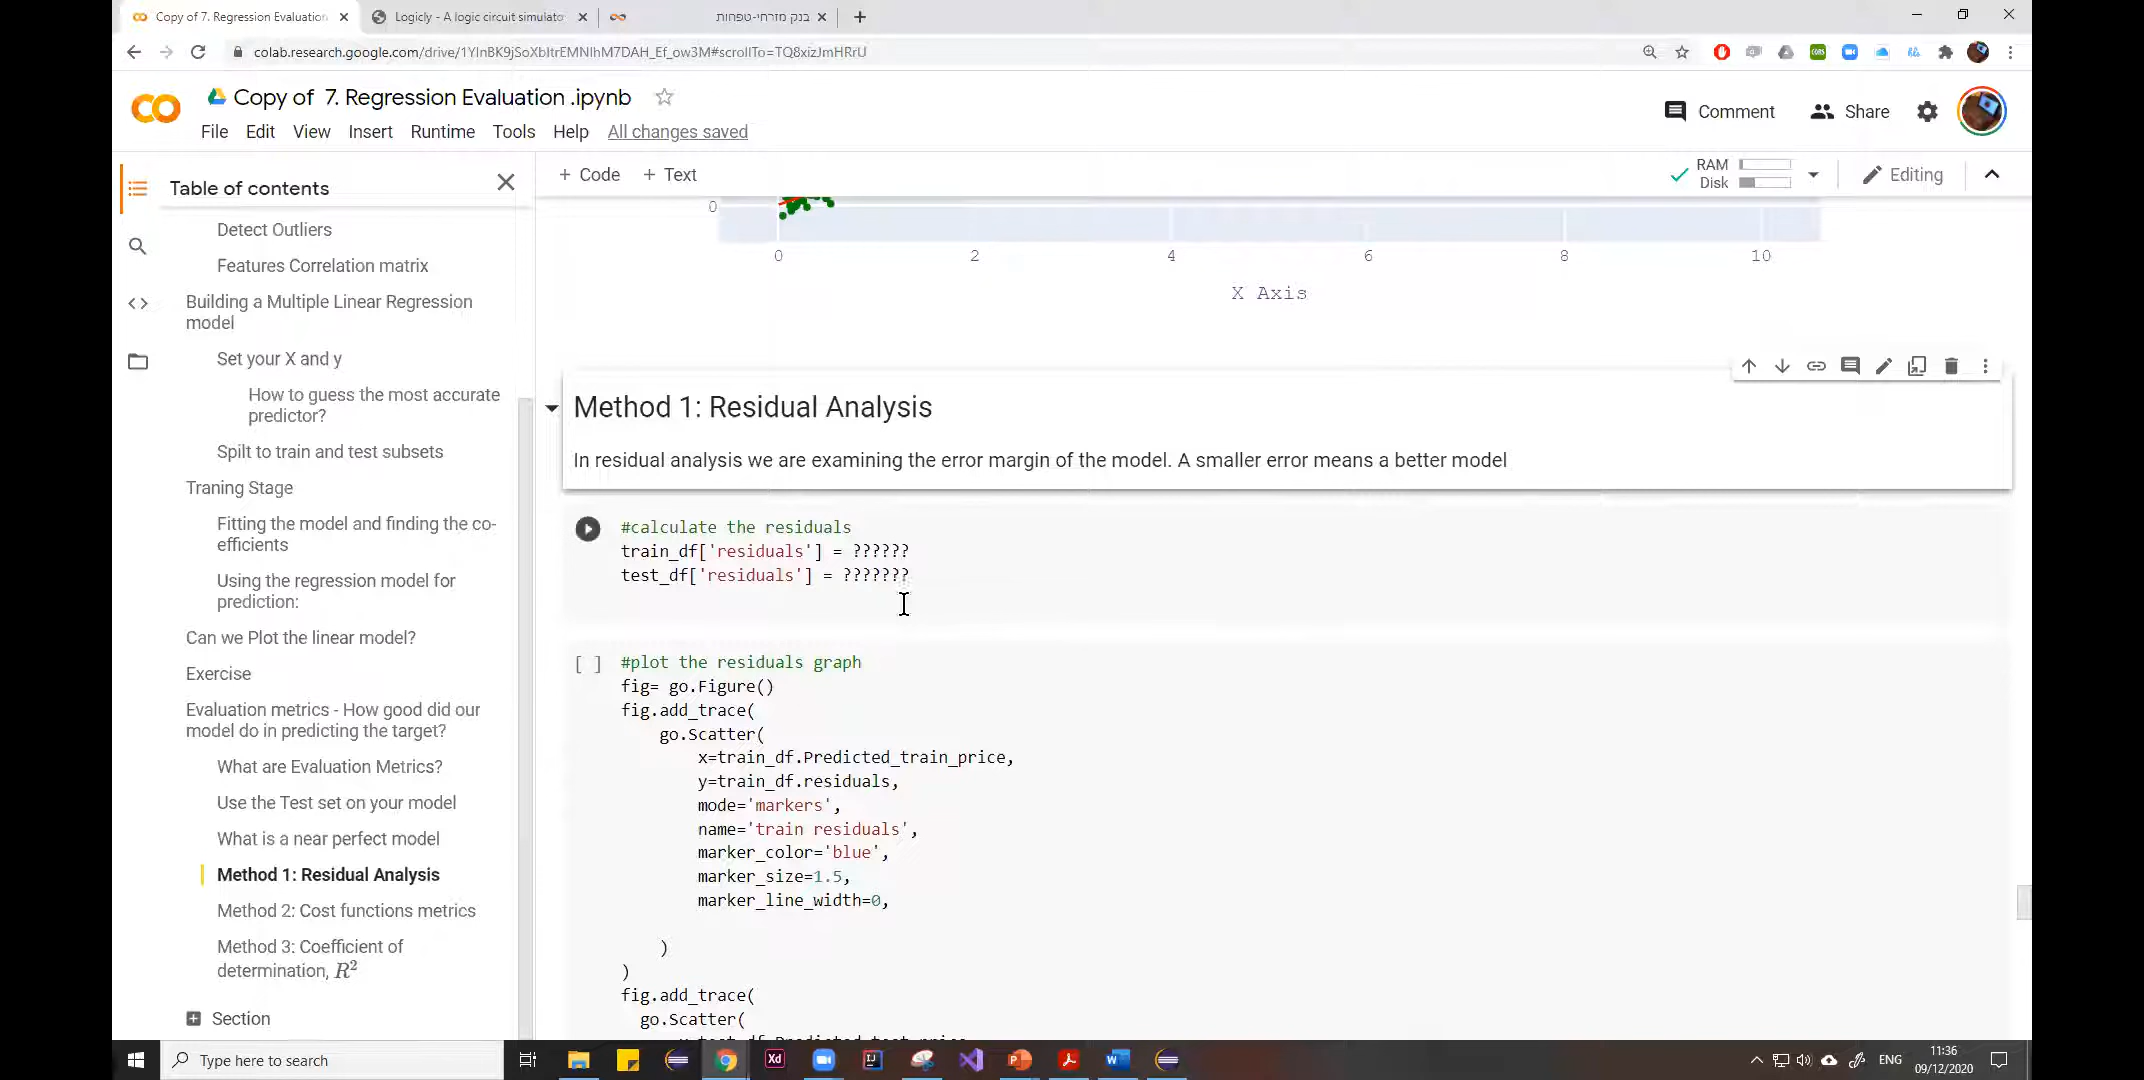 Copy of 7. Regression Evaluation
Logicly - A logic circuit simulato
בנק מזרחי-טפחות
colab.research.google.com/drive/1YInBK9jSoXbItrEMNIhM7DAH_Ef_ow3M#scrollTo=TQ8xizJmHRrU
Copy of 7. Regression Evaluation .ipynb
Comment
Share
File Edit View Insert Runtime Tools Help All changes saved
Table of contents
+ Code + Text
RAM
Disk
Editing
Detect Outliers
Features Correlation matrix
Building a Multiple Linear Regression
model
Set your X and y
How to guess the most accurate
predictor?
Spilt to train and test subsets
Traning Stage
Fitting the model and finding the co-
efficients
Using the regression model for
prediction:
Can we Plot the linear model?
Exercise
Evaluation metrics - How good did our
model do in predicting the target?
What are Evaluation Metrics?
Use the Test set on your model
What is a near perfect model
Method 1: Residual Analysis
Method 2: Cost functions metrics
Method 3: Coefficient of
determination, R²
Section
0
0 2 4 6 8 10
X Axis
Method 1: Residual Analysis
In residual analysis we are examining the error margin of the model. A smaller error means a better model
#calculate the residuals
train_df['residuals'] = ??????
test_df['residuals'] = ???????
[ ] #plot the residuals graph
fig= go.Figure()
fig.add_trace(
go.Scatter(
x=train_df.Predicted_train_price,
y=train_df.residuals,
mode='markers',
name='train residuals',
marker_color='blue',
marker_size=1.5,
marker_line_width=0,
)
)
fig.add_trace(
go.Scatter(
Type here to search
ENG
11:36
09/12/2020